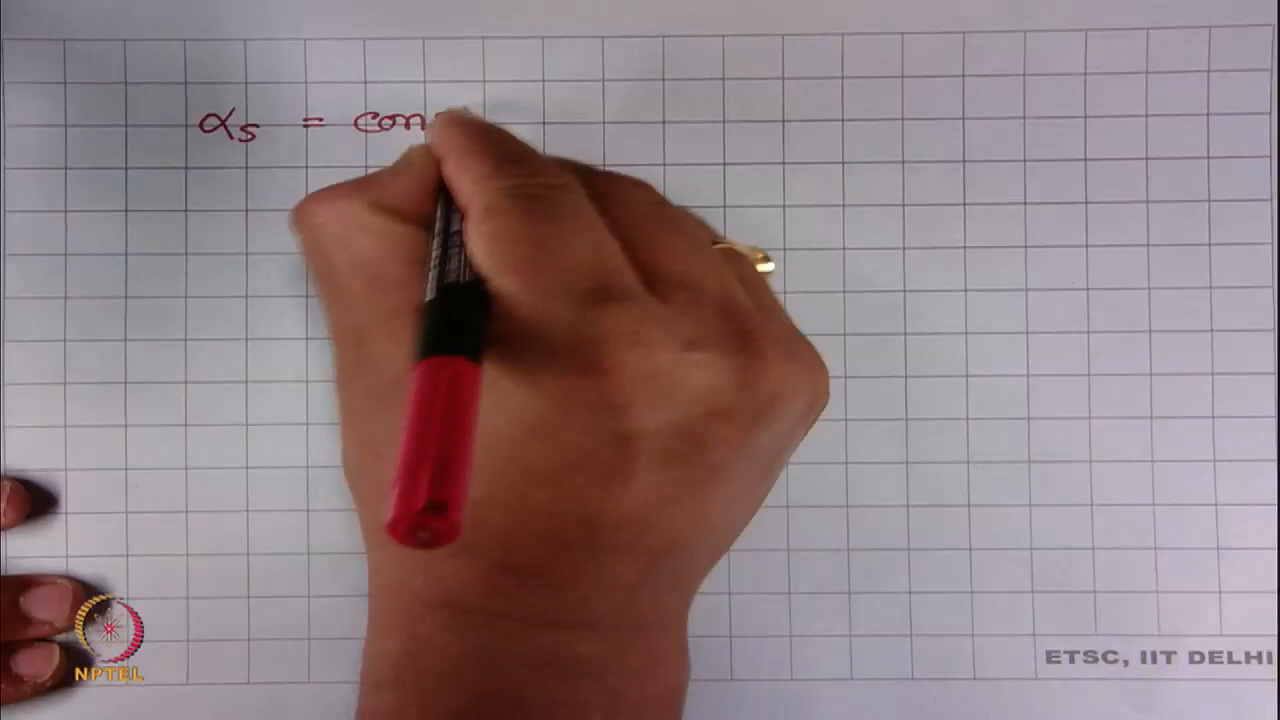 αs = con
NPTEL
ETSC, IIT DELHI